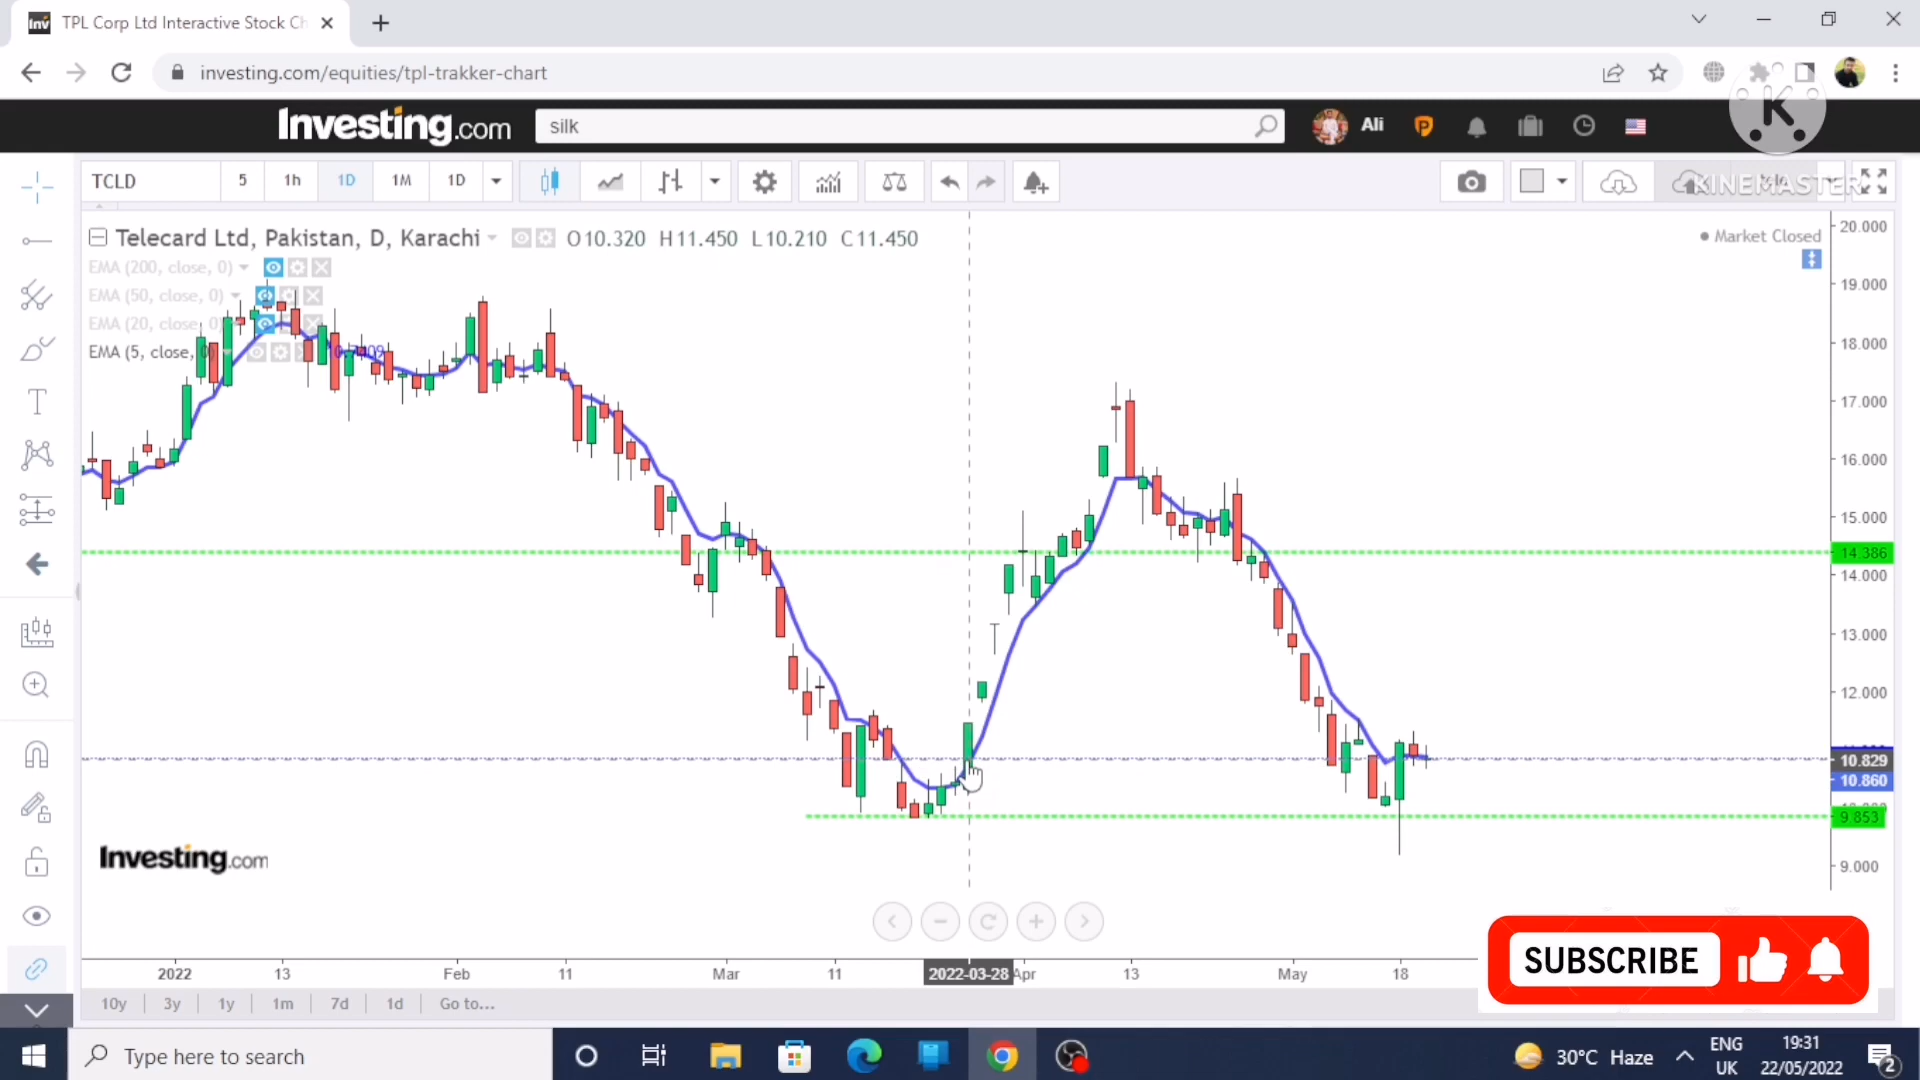 Inv TPL Corp Ltd Interactive Stock Ch
investing.com/equities/tpl-trakker-chart
Investing.com
silk
Ali
K
TCLD 5 1h 1D 1M 1D
KINEMASTER
Telecard Ltd, Pakistan, D, Karachi O10.320 H11.450 L10.210 C11.450
Market Closed
EMA (200, close, 0)
EMA (50, close, 0)
EMA (20, close, 0)
EMA (5, close, 0)
20.000
19.000
18.000
17.000
16.000
15.000
14.386
14.000
13.000
12.000
10.829
10.860
9.853
9.000
Investing.com
SUBSCRIBE
2022 13 Feb 11 Mar 11 2022-03-28 Apr 13 May 18
10y 3y 1y 1m 7d 1d Go to...
Type here to search
30°C Haze
ENG
UK
19:31
22/05/2022
2